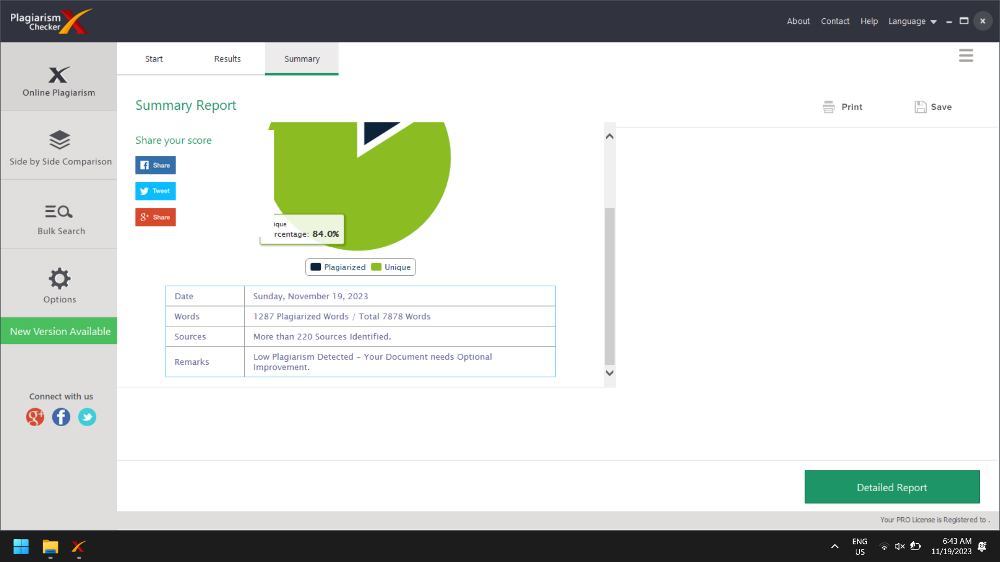 Plagiarism
Checker
About Contact Help Language
Start Results Summary
Online Plagiarism
Side by Side Comparison
Bulk Search
Options
New Version Available
Connect with us
Summary Report
Print Save
Share your score
Share
Tweet
Share
ique
rcentage: 84.0%
Plagiarized Unique
Date Sunday, November 19, 2023
Words 1287 Plagiarized Words / Total 7878 Words
Sources More than 220 Sources Identified.
Remarks Low Plagiarism Detected - Your Document needs Optional
Improvement.
Detailed Report
Your PRO License is Registered to .
ENG
US
6:43 AM
11/19/2023